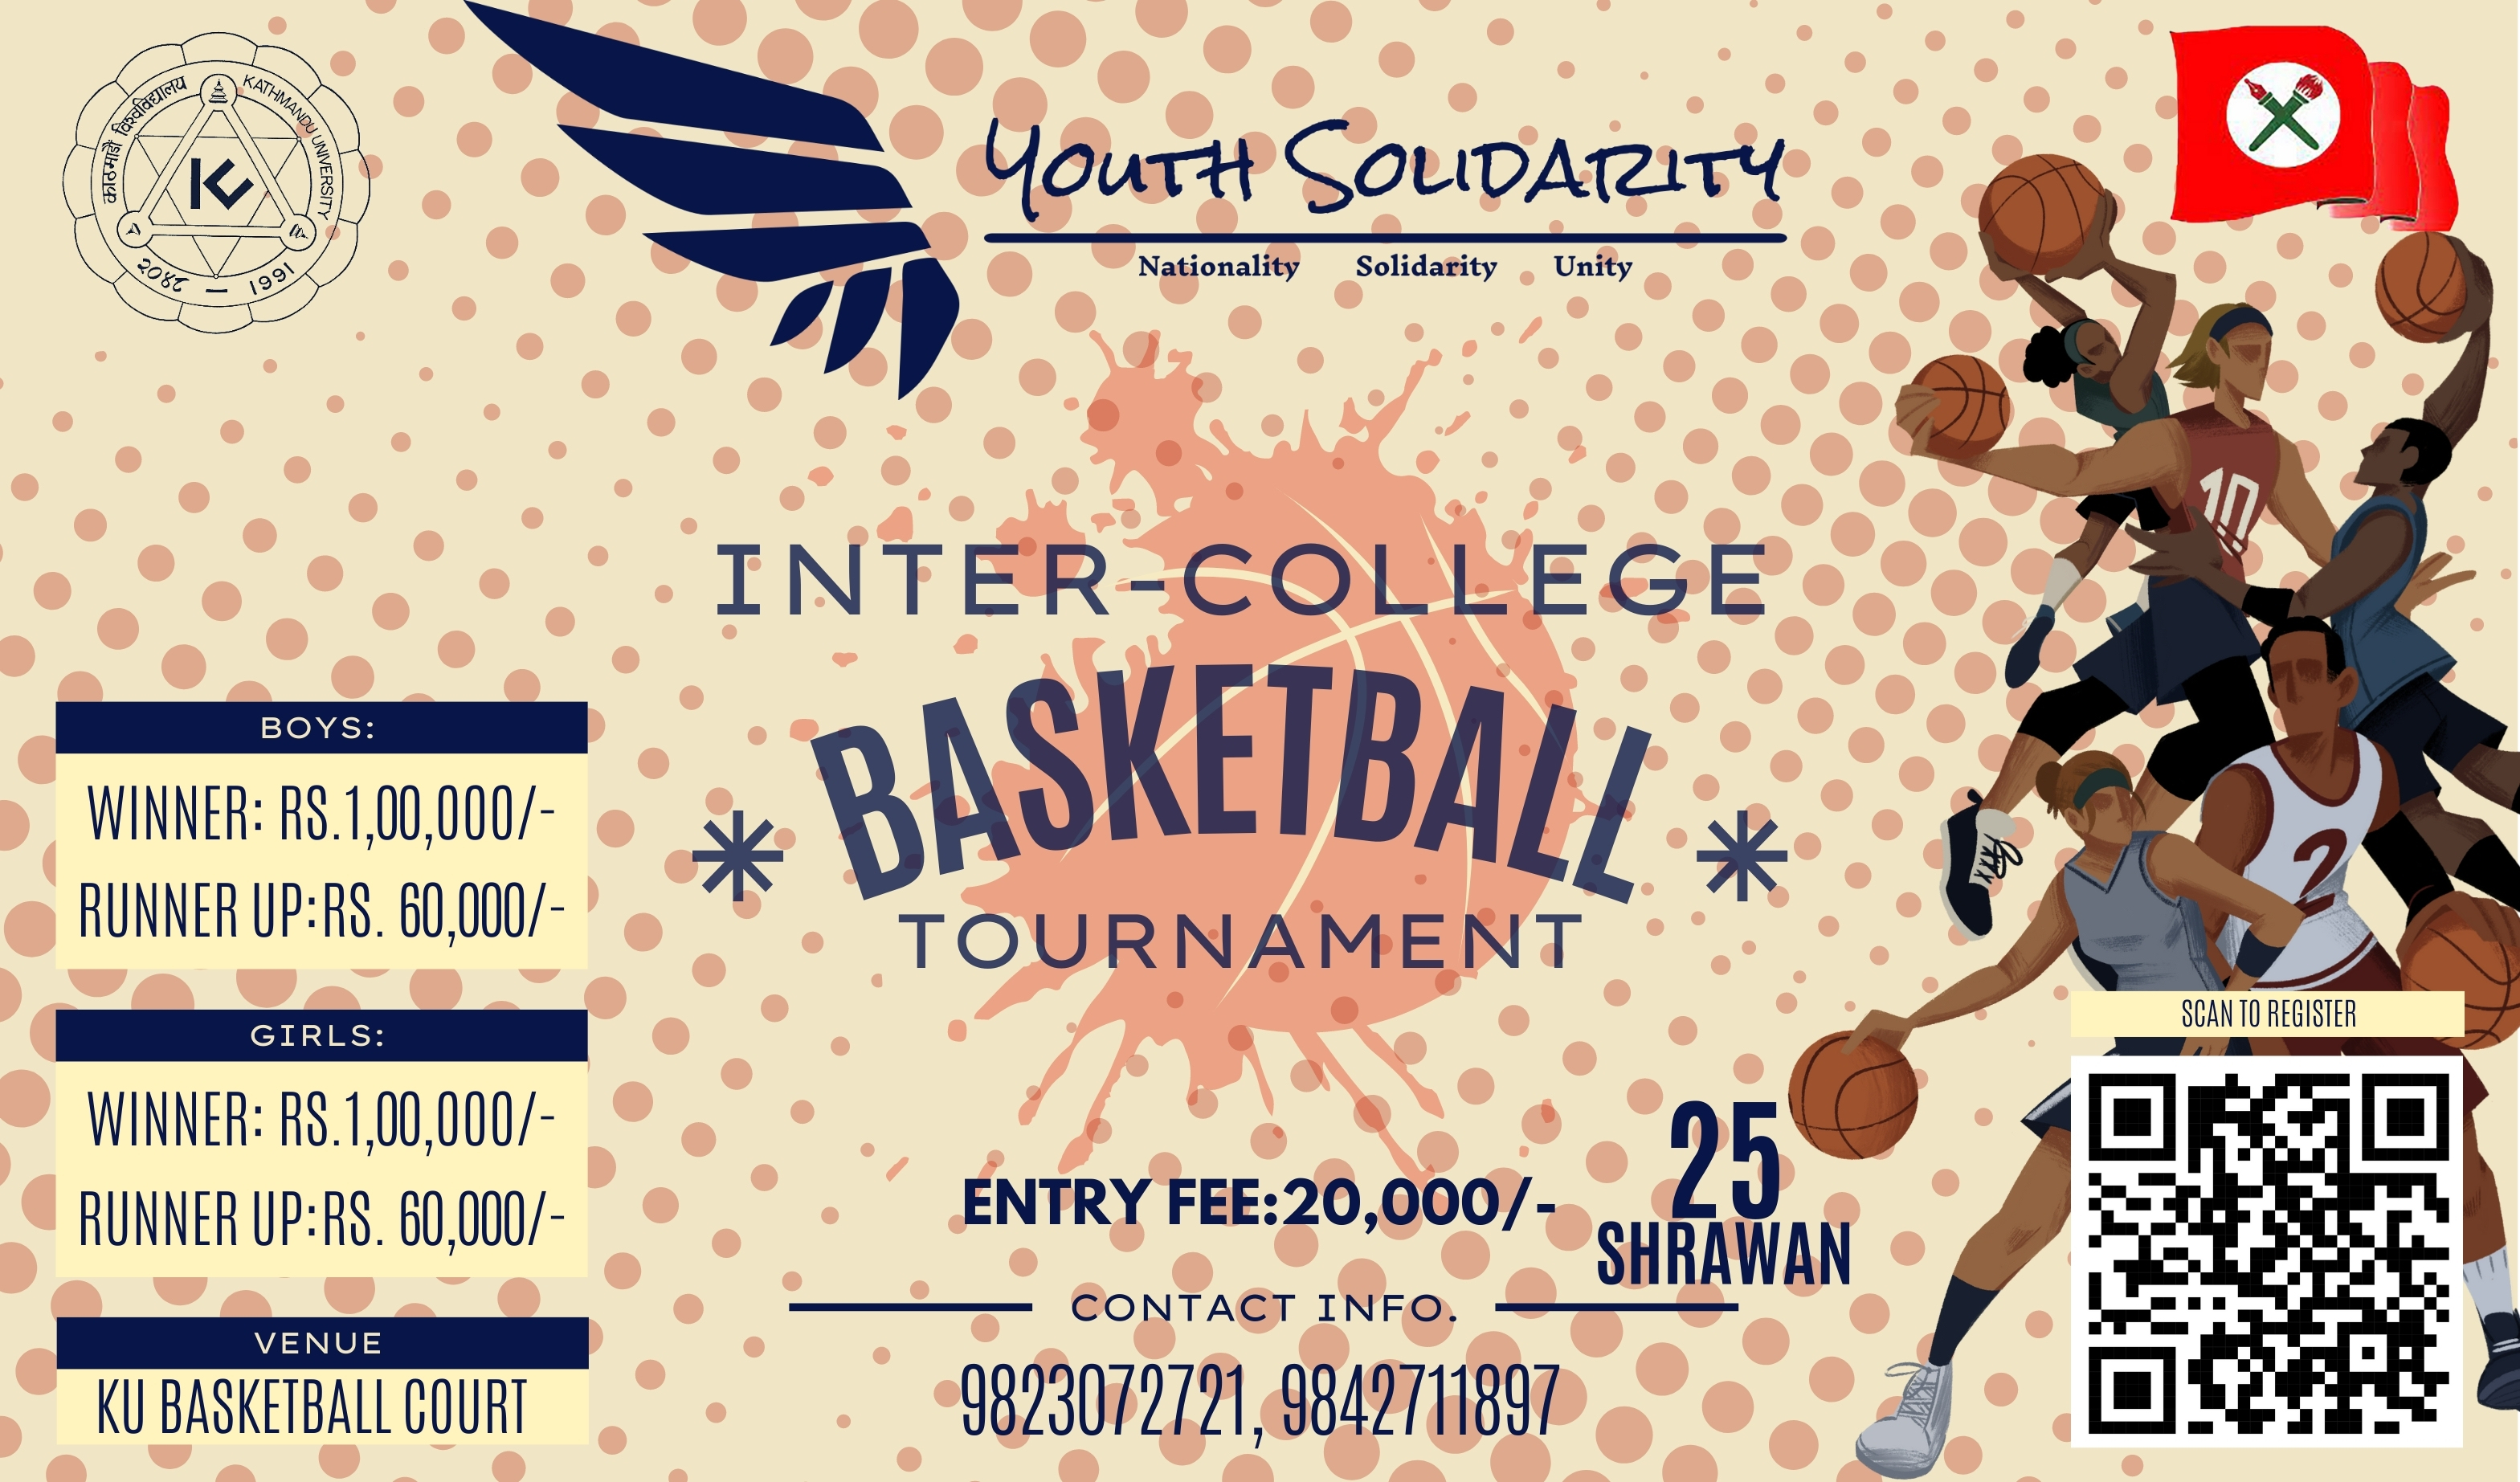 काठमाडौं विश्वविद्यालय
KATHMANDU UNIVERSITY
KU
२०४८ — 1991
Youth Solidarity
Nationality Solidarity Unity
INTER-COLLEGE
BASKETBALL
TOURNAMENT
10
2
BOYS:
WINNER: RS.1,00,000/-
RUNNER UP:RS. 60,000/-
GIRLS:
WINNER: RS.1,00,000/-
RUNNER UP:RS. 60,000/-
VENUE
KU BASKETBALL COURT
ENTRY FEE:20,000/-
25
SHRAWAN
CONTACT INFO.
9823072721, 9842711897
SCAN TO REGISTER